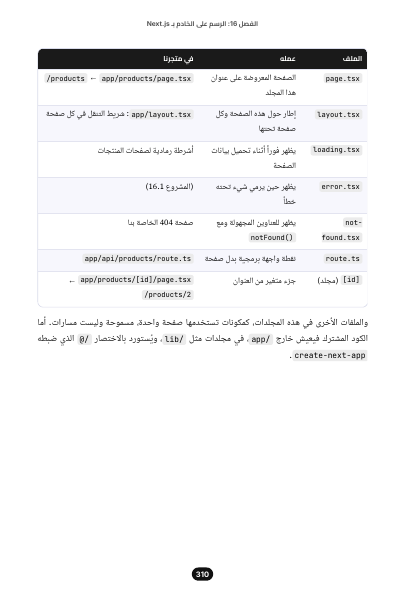 الفصل 16: الرسم على الخادم بـ Next.js
الملف عمله في متجرنا
page.tsx الصفحة المعروضة على عنوان app/products/page.tsx ← /products
هذا المجلد
layout.tsx إطار حول هذه الصفحة وكل app/layout.tsx: شريط التنقل في كل صفحة
صفحة تحتها
loading.tsx يظهر فوراً أثناء تحميل بيانات أشرطة رمادية لصفحات المنتجات
الصفحة
error.tsx يظهر حين يرمي شيء تحته (المشروع 16.1)
خطأ
not- يظهر للعناوين المجهولة ومع صفحة 404 الخاصة بنا
found.tsx notFound()
route.ts نقطة واجهة برمجية بدل صفحة app/api/products/route.ts
[id] (مجلد) جزء متغير من العنوان app/products/[id]/page.tsx ←
/products/2
والملفات الأخرى في هذه المجلدات، كمكونات تستخدمها صفحة واحدة، مسموحة وليست مسارات. أما
الكود المشترك فيعيش خارج app/، في مجلدات مثل lib/، ويُستورد بالاختصار @/ الذي ضبطه
create-next-app.
310